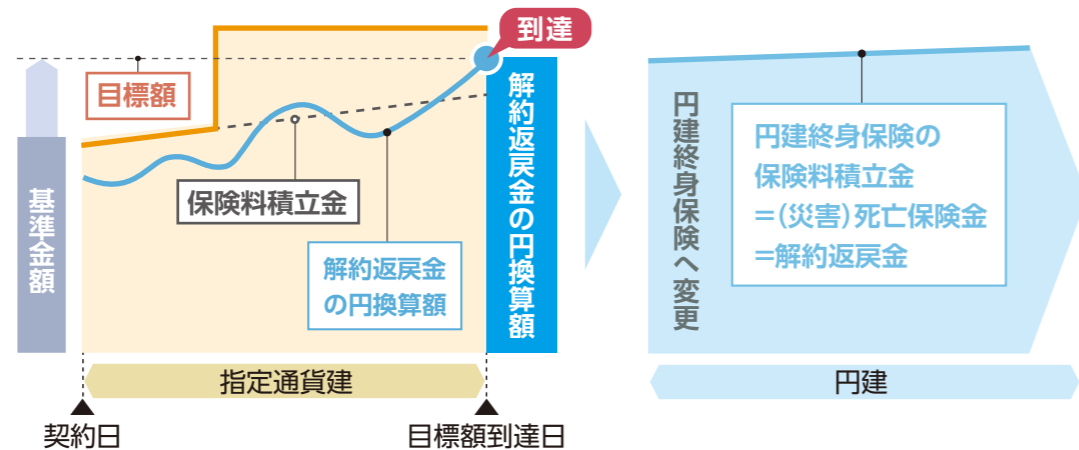 到達
目標額
基準金額
保険料積立金
解約返戻金
の円換算額
解約返戻金の円換算額
指定通貨建
契約日
目標額到達日
円建終身保険へ変更
円建終身保険の
保険料積立金
=(災害)死亡保険金
=解約返戻金
円建